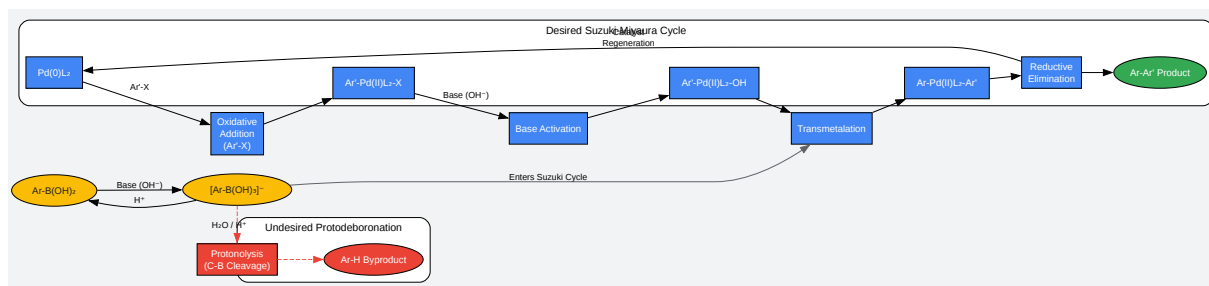 Desired Suzuki-Miyaura Cycle
Catalyst
Regeneration
Pd(0)L₂
Ar'-X
Oxidative
Addition
(Ar'-X)
Ar'-Pd(II)L₂-X
Base (OH⁻)
Base Activation
Ar'-Pd(II)L₂-OH
Transmetalation
Ar-Pd(II)L₂-Ar'
Reductive
Elimination
Ar-Ar' Product
Ar-B(OH)₂
Base (OH⁻)
H⁺
[Ar-B(OH)₃]⁻
Enters Suzuki Cycle
H₂O / H⁺
Undesired Protodeboronation
Protonolysis
(C-B Cleavage)
Ar-H Byproduct